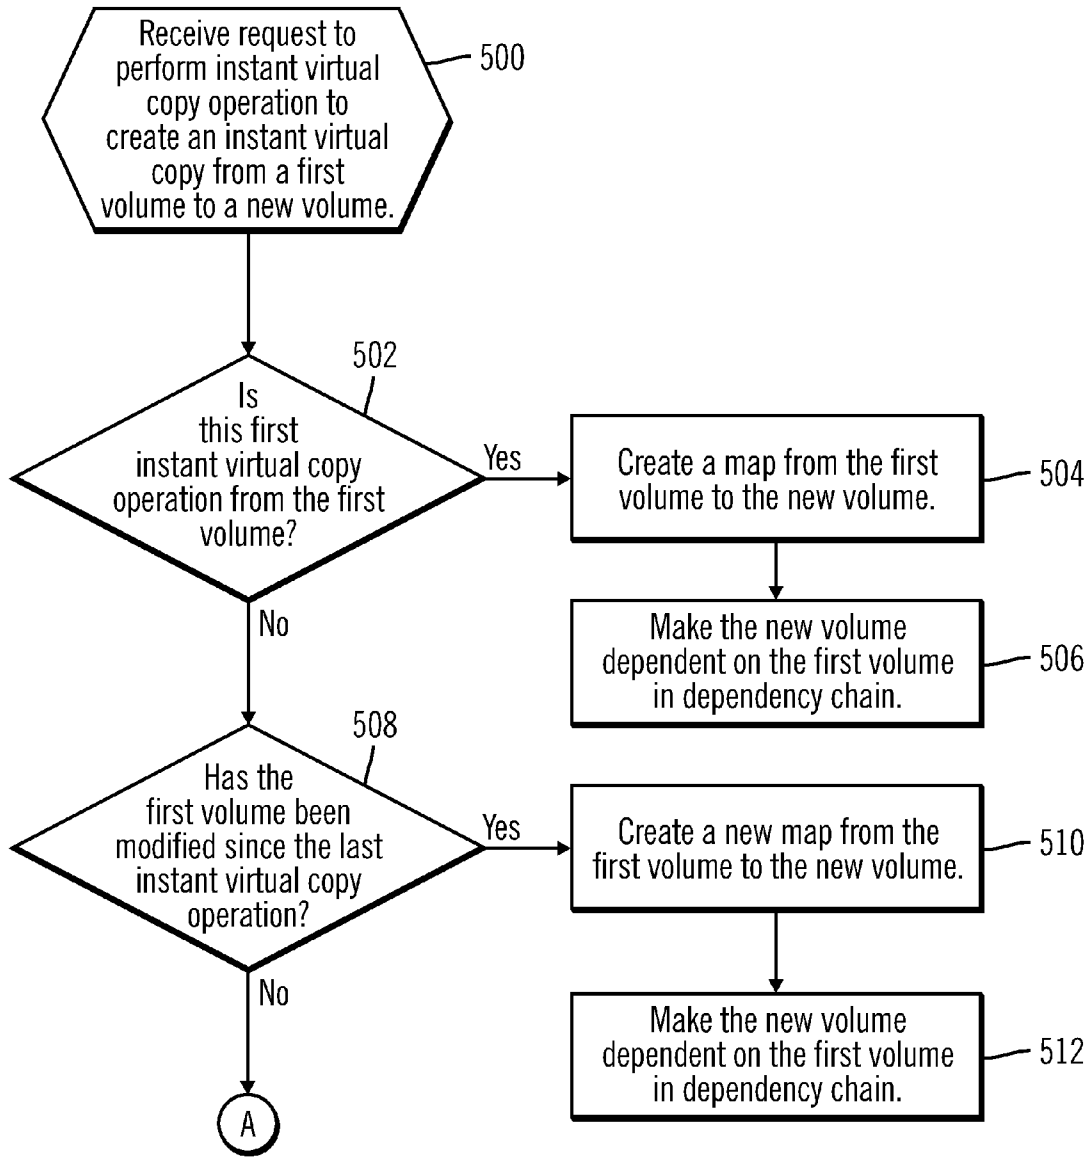 Receive request to
perform instant virtual
copy operation to
create an instant virtual
copy from a first
volume to a new volume.
500
502
Is
this first
instant virtual copy
operation from the first
volume?
Yes
Create a map from the first
volume to the new volume.
504
Make the new volume
dependent on the first volume
in dependency chain.
506
No
508
Has the
first volume been
modified since the last
instant virtual copy
operation?
Yes
Create a new map from the
first volume to the new volume.
510
Make the new volume
dependent on the first volume
in dependency chain.
512
No
A